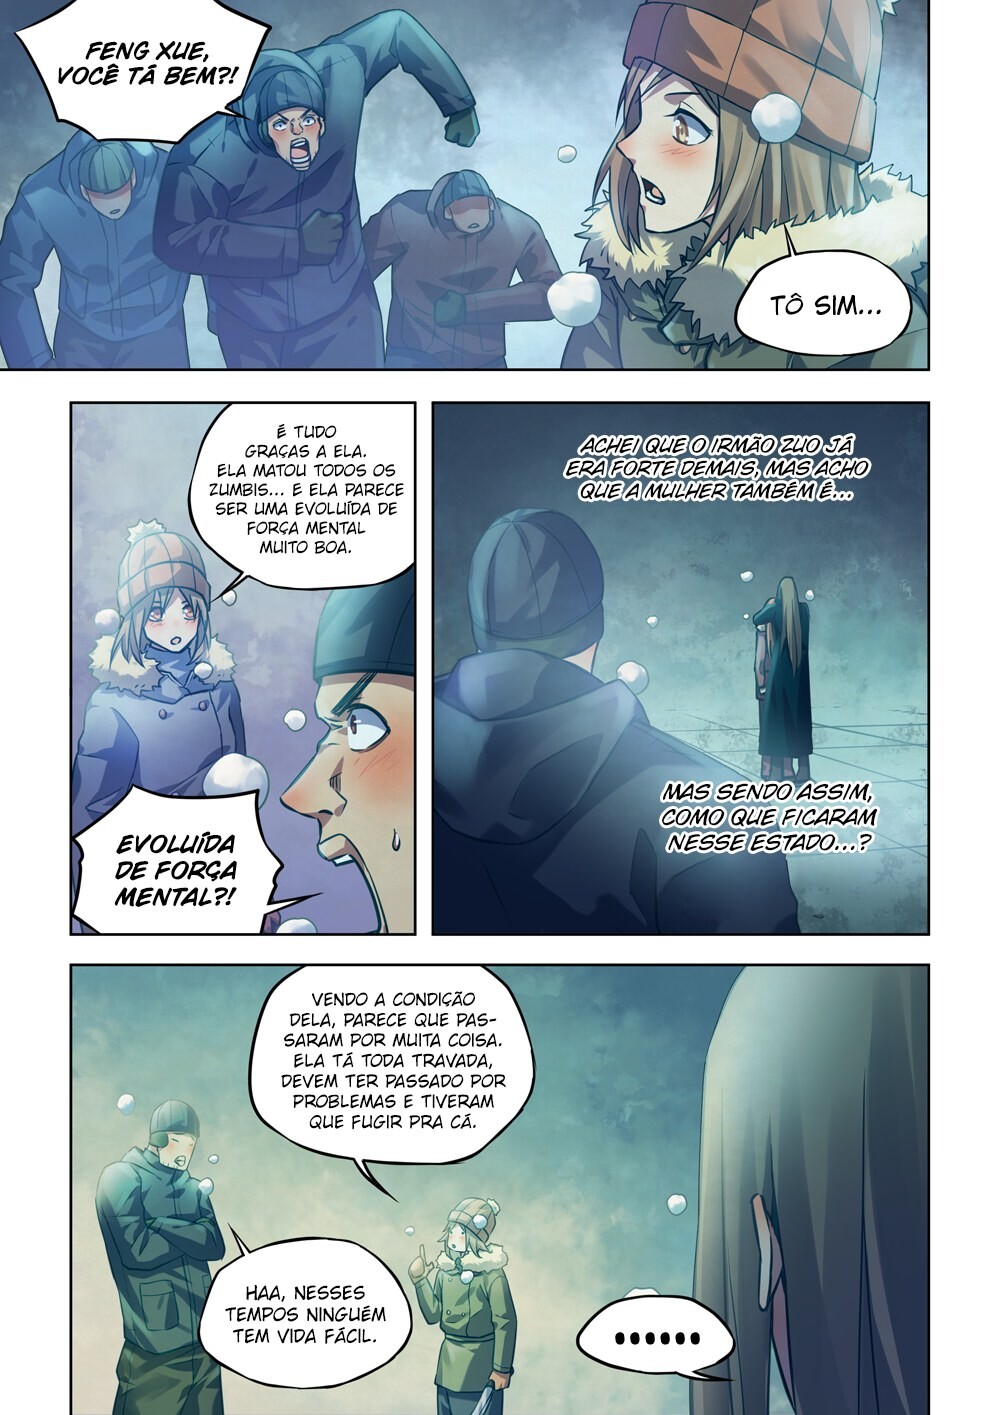 FENG XUE,
VOCÊ TÁ BEM?!
TÔ SIM...
É TUDO
GRAÇAS A ELA.
ELA MATOU TODOS OS
ZUMBIS... E ELA PARECE
SER UMA EVOLUÍDA DE
FORÇA MENTAL
MUITO BOA.
EVOLUÍDA
DE FORÇA
MENTAL?!
ACHEI QUE O IRMÃO ZUO JÁ
ERA FORTE DEMAIS, MAS ACHO
QUE A MULHER TAMBÉM É...
MAS SENDO ASSIM,
COMO QUE FICARAM
NESSE ESTADO...?
VENDO A CONDIÇÃO
DELA, PARECE QUE PAS-
SARAM POR MUITA COISA.
ELA TÁ TODA TRAVADA,
DEVEM TER PASSADO POR
PROBLEMAS E TIVERAM
QUE FUGIR PRA CÁ.
HAA, NESSES
TEMPOS NINGUÉM
TEM VIDA FÁCIL.
......